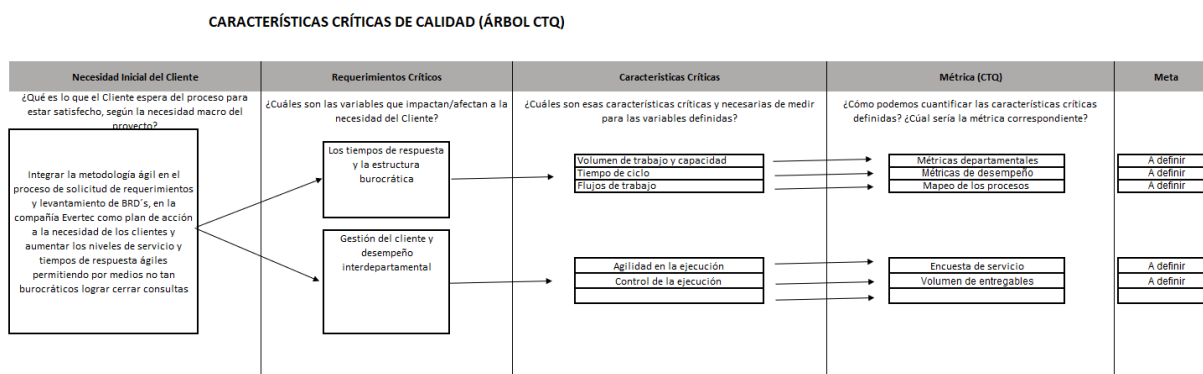 CARACTERÍSTICAS CRÍTICAS DE CALIDAD (ÁRBOL CTQ)
Necesidad Inicial del Cliente
Requerimientos Críticos
Caracteristicas Críticas
Métrica (CTQ)
Meta
¿Qué es lo que el Cliente espera del proceso para
estar satisfecho, según la necesidad macro del
proyecto?
¿Cuáles son las variables que impactan/afectan a la
necesidad del Cliente?
¿Cuáles son esas características críticas y necesarias de medir
para las variables definidas?
¿Cómo podemos cuantificar las características críticas
definidas? ¿Cúal sería la métrica correspondiente?
Integrar la metodología ágil en el
proceso de solicitud de requerimientos
y levantamiento de BRD´s, en la
compañía Evertec como plan de acción
a la necesidad de los clientes y
aumentar los niveles de servicio y
tiempos de respuesta ágiles
permitiendo por medios no tan
burocráticos lograr cerrar consultas
Los tiempos de respuesta
y la estructura
burocrática
Volumen de trabajo y capacidad
Tiempo de ciclo
Flujos de trabajo
Métricas departamentales
Métricas de desempeño
Mapeo de los procesos
A definir
A definir
A definir
Gestión del cliente y
desempeño
interdepartamental
Agilidad en la ejecución
Control de la ejecución
Encuesta de servicio
Volumen de entregables
A definir
A definir